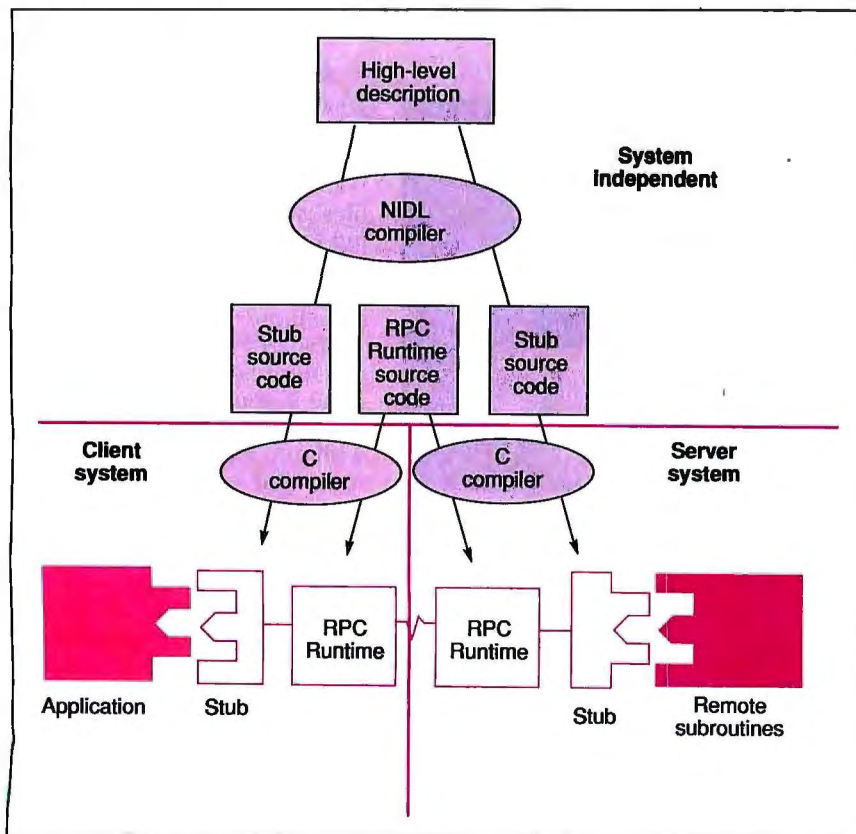 High-level
description
System
independent
NIDL
compiler
Stub
source
code
RPC
Runtime
source
code
Stub
source
code
Client
system
C
compiler
C
compiler
Server
system
RPC
Runtime
RPC
Runtime
Application
Stub
Stub
Remote
subroutines